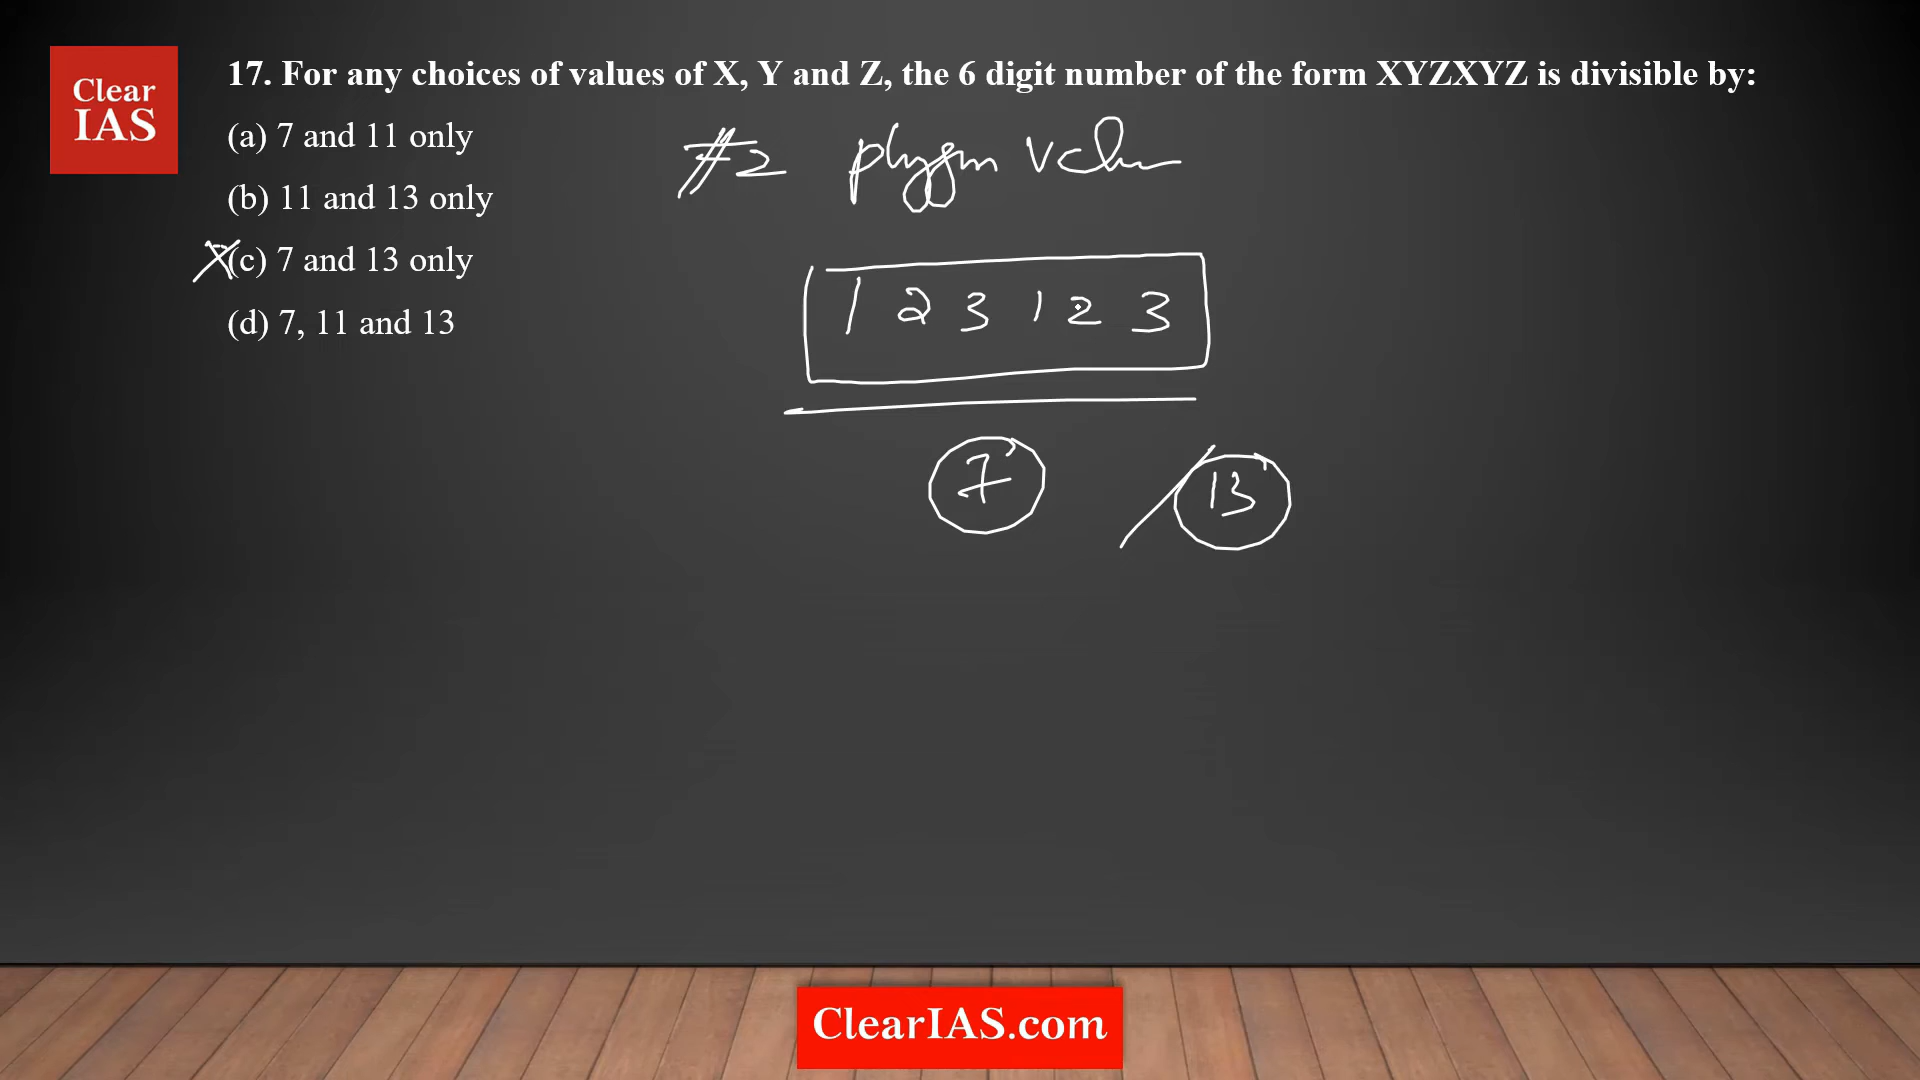 Clear
IAS
17. For any choices of values of X, Y and Z, the 6 digit number of the form XYZXYZ is divisible by:
(a) 7 and 11 only
(b) 11 and 13 only
(c) 7 and 13 only
(d) 7, 11 and 13
#2
1 2 3 1 2 3
7
13
ClearIAS.com